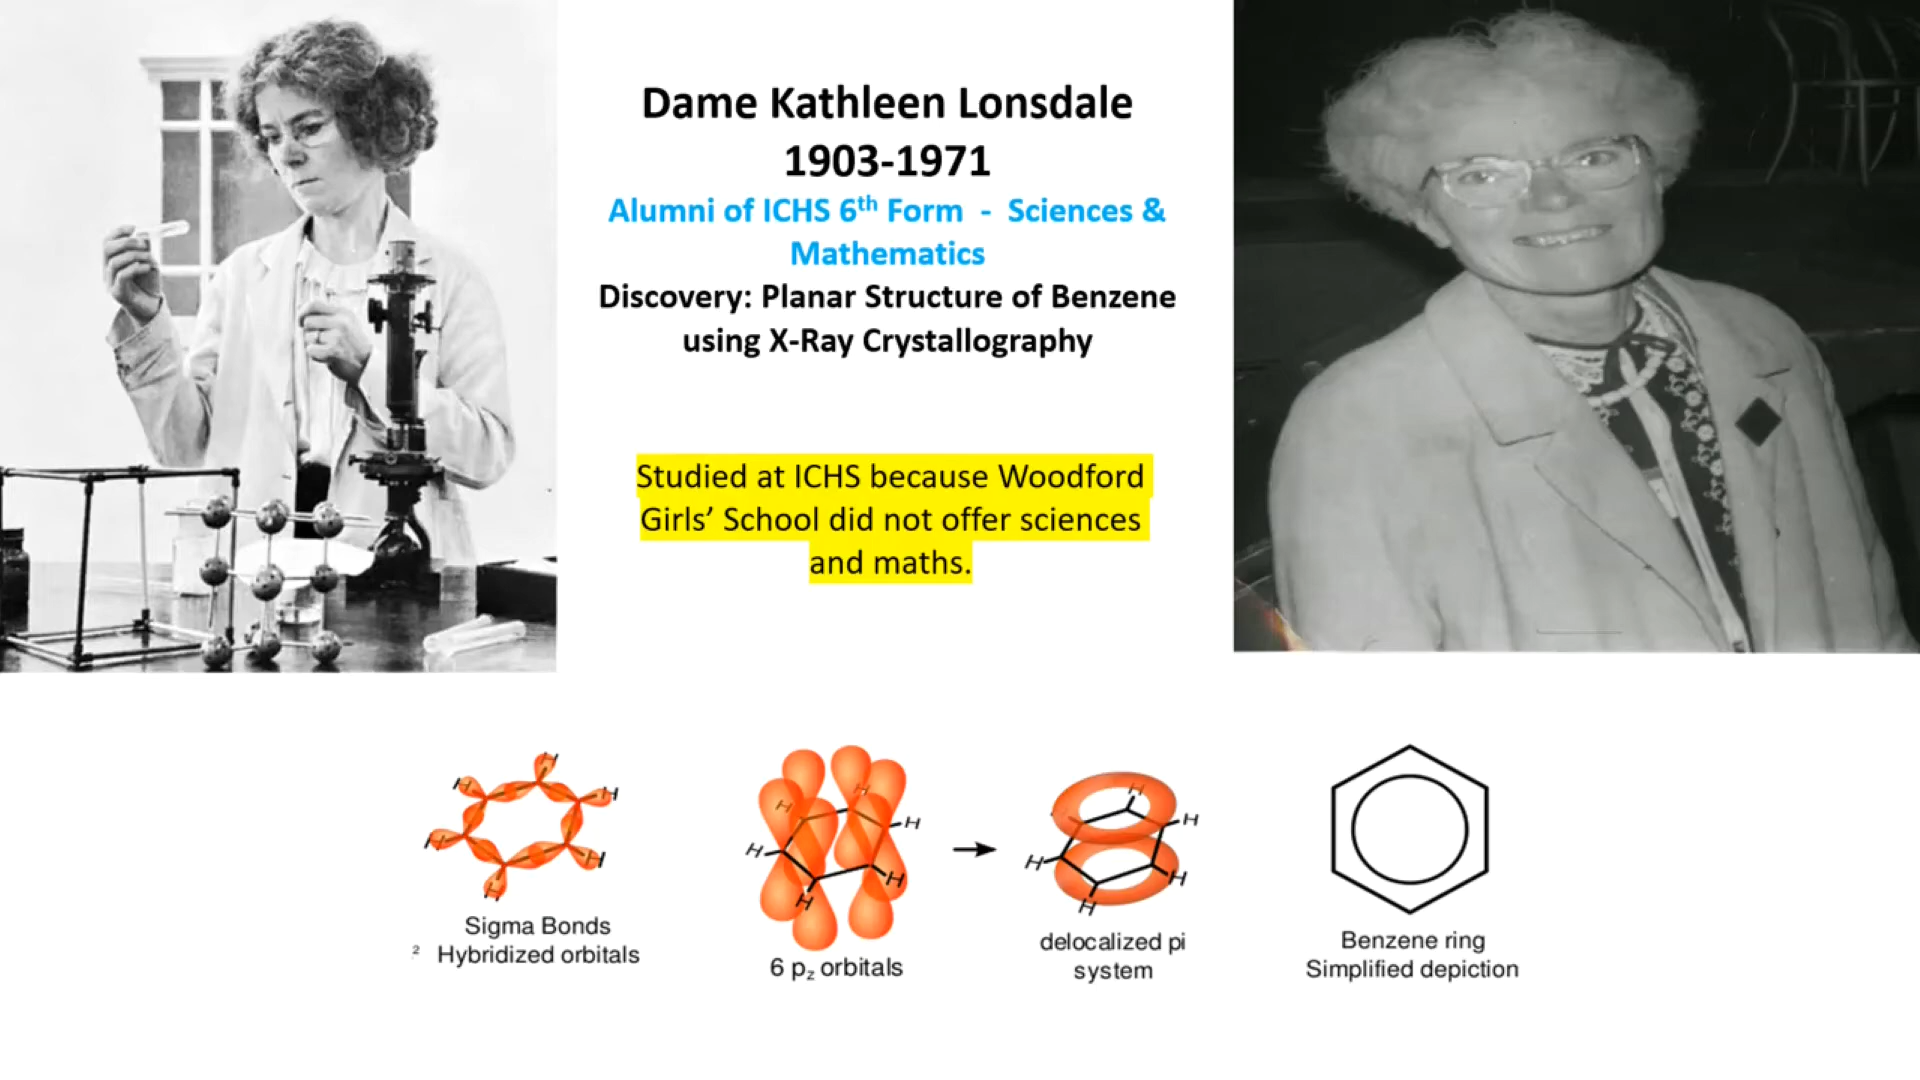 Dame Kathleen Lonsdale
1903-1971
Alumni of ICHS 6th Form - Sciences &
Mathematics
Discovery: Planar Structure of Benzene
using X-Ray Crystallography
Studied at ICHS because Woodford
Girls’ School did not offer sciences
and maths.
H
H
H
H
H
H
Sigma Bonds
2 Hybridized orbitals
H
H
H
H
H
H
6 pz orbitals
H
H
H
H
H
delocalized pi
system
Benzene ring
Simplified depiction